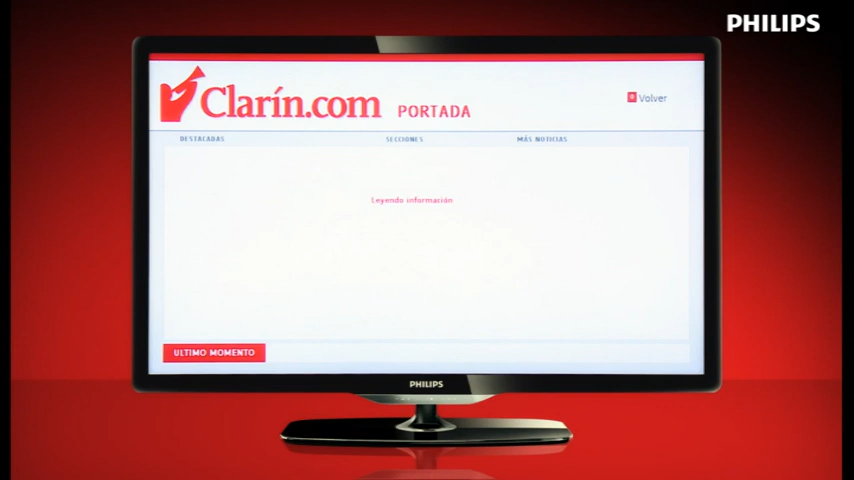 PHILIPS
Clarín.com PORTADA
Volver
DESTACADAS SECCIONES MÁS NOTICIAS
Leyendo información
ULTIMO MOMENTO
PHILIPS